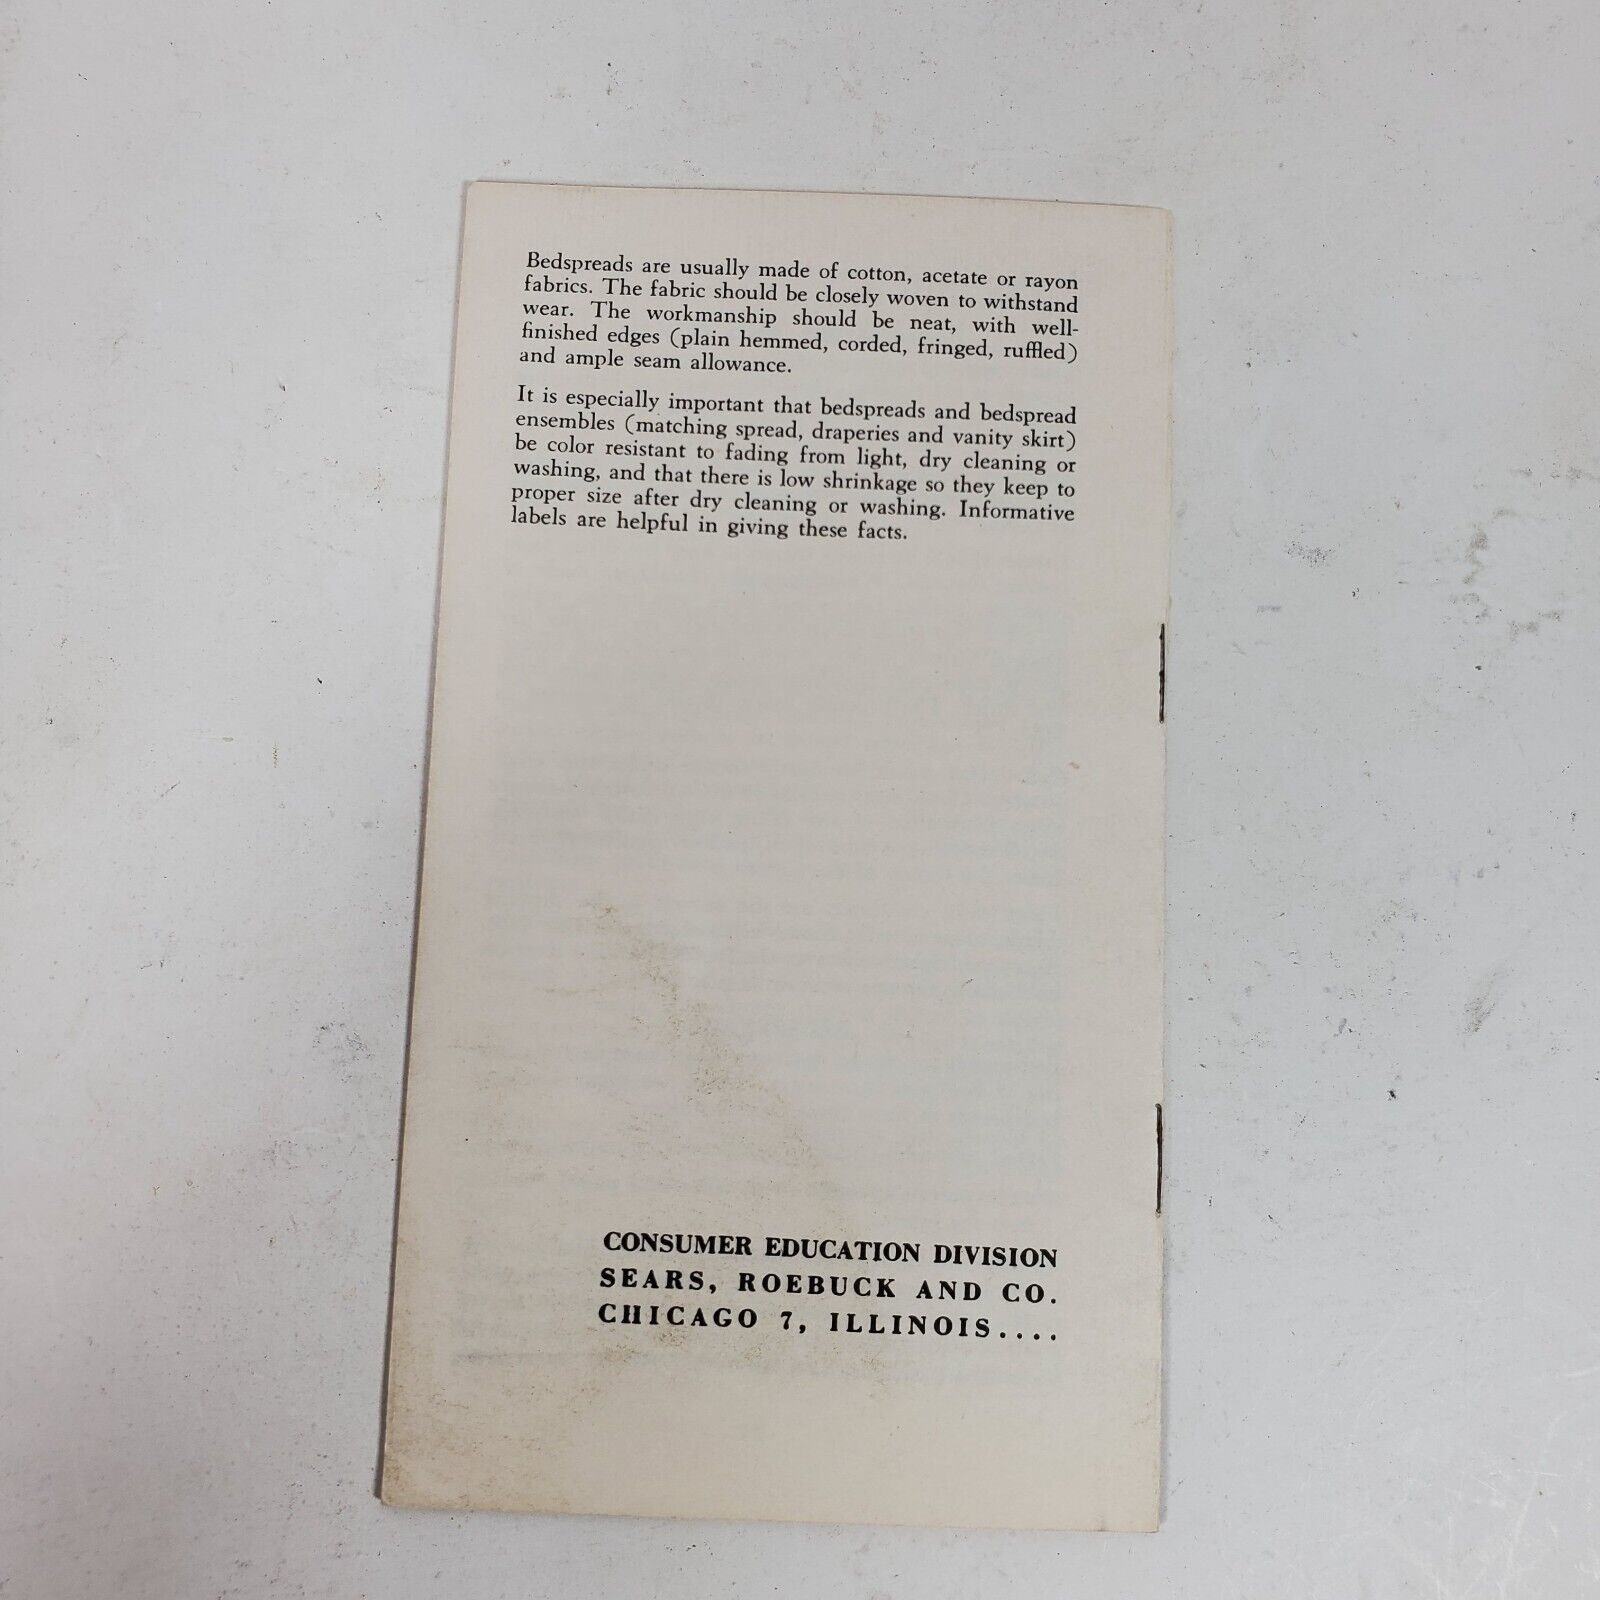 Bedspreads are usually made of cotton, acetate or rayon
fabrics. The fabric should be closely woven to withstand
wear. The workmanship should be neat, with well-
finished edges (plain hemmed, corded, fringed, ruffled)
and ample seam allowance.
It is especially important that bedspreads and bedspread
ensembles (matching spread, draperies and vanity skirt)
be color resistant to fading from light, dry cleaning or
washing, and that there is low shrinkage so they keep to
proper size after dry cleaning or washing. Informative
labels are helpful in giving these facts.
CONSUMER EDUCATION DIVISION
SEARS, ROEBUCK AND CO.
CHICAGO 7, ILLINOIS....